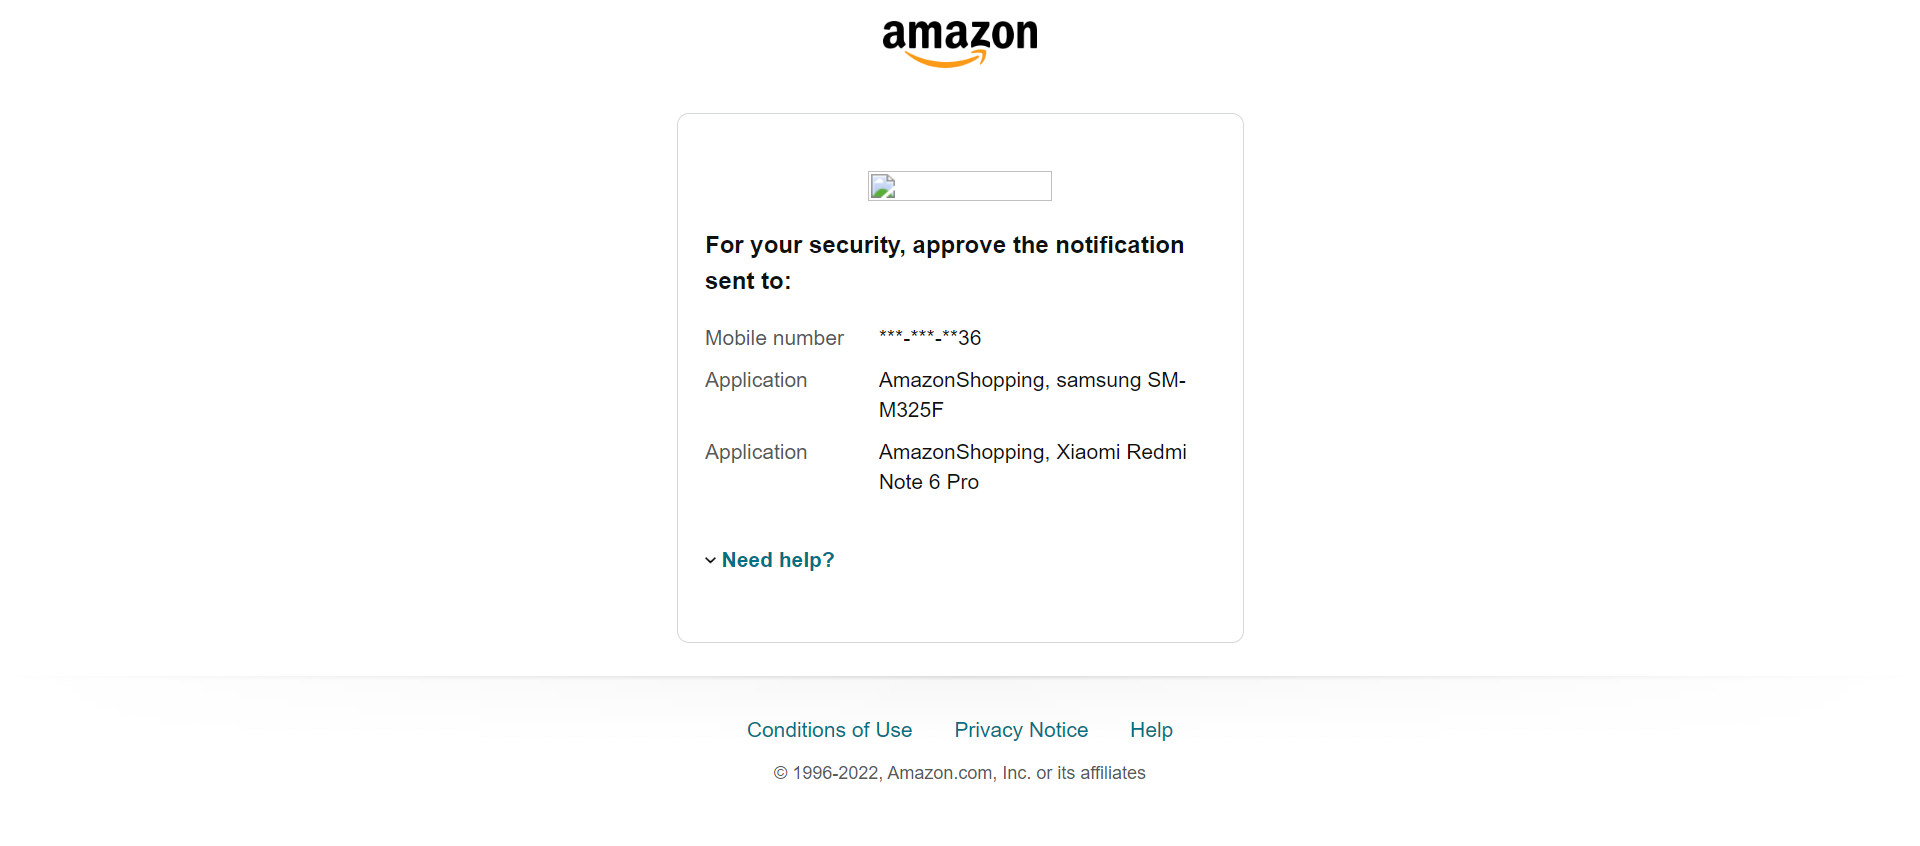 amazon
For your security, approve the notification
sent to:
Mobile number ***-***-**36
Application AmazonShopping, samsung SM-
M325F
Application AmazonShopping, Xiaomi Redmi
Note 6 Pro
Need help?
Conditions of Use Privacy Notice Help
© 1996-2022, Amazon.com, Inc. or its affiliates